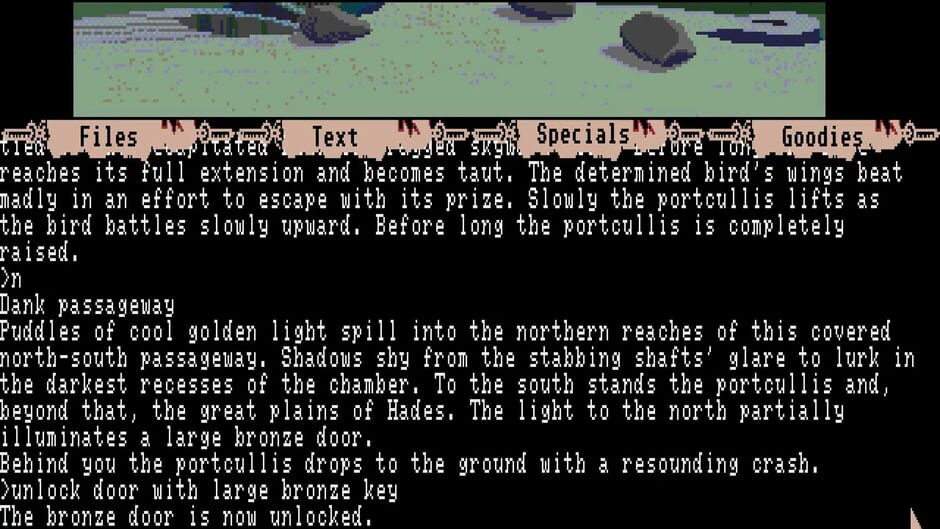 Files Text Specials Goodies
reaches its full extension and becomes taut. The determined bird's wings beat
madly in an effort to escape with its prize. Slowly the portcullis lifts as
the bird battles slowly upward. Before long the portcullis is completely
raised.
>n
Dank passageway
Puddles of cool golden light spill into the northern reaches of this covered
north-south passageway. Shadows shy from the stabbing shafts' glare to lurk in
the darkest recesses of the chamber. To the south stands the portcullis and,
beyond that, the great plains of Hades. The light to the north partially
illuminates a large bronze door.
Behind you the portcullis drops to the ground with a resounding crash.
>unlock door with large bronze key
The bronze door is now unlocked.